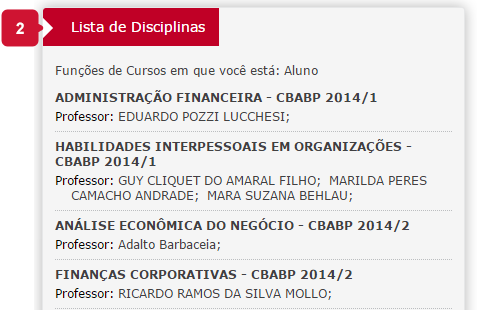 2
Lista de Disciplinas
Funções de Cursos em que você está: Aluno
ADMINISTRAÇÃO FINANCEIRA - CBABP 2014/1
Professor: EDUARDO POZZI LUCCHESI;
HABILIDADES INTERPESSOAIS EM ORGANIZAÇÕES -
CBABP 2014/1
Professor: GUY CLIQUET DO AMARAL FILHO; MARILDA PERES
CAMACHO ANDRADE; MARA SUZANA BEHLAU;
ANÁLISE ECONÔMICA DO NEGÓCIO - CBABP 2014/2
Professor: Adalto Barbaceia;
FINANÇAS CORPORATIVAS - CBABP 2014/2
Professor: RICARDO RAMOS DA SILVA MOLLO;